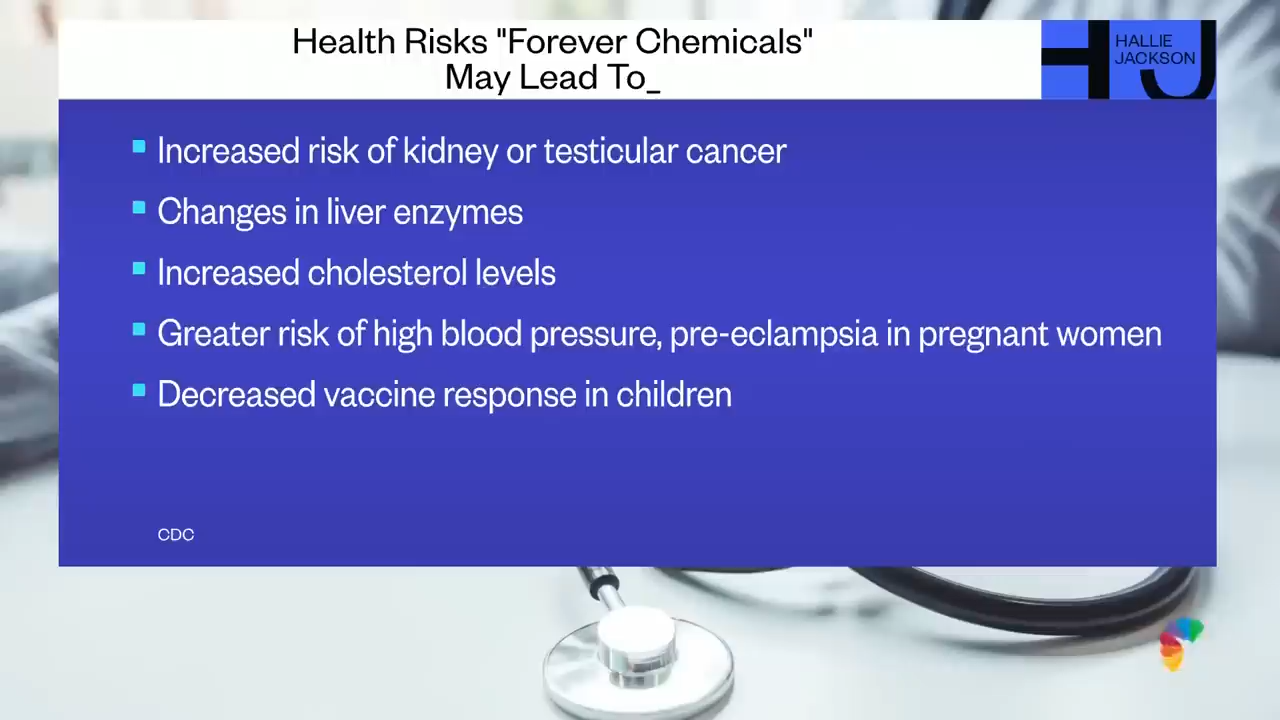 Health Risks "Forever Chemicals"
May Lead To_
HALLIE
JACKSON
Increased risk of kidney or testicular cancer
Changes in liver enzymes
Increased cholesterol levels
Greater risk of high blood pressure, pre-eclampsia in pregnant women
Decreased vaccine response in children
CDC